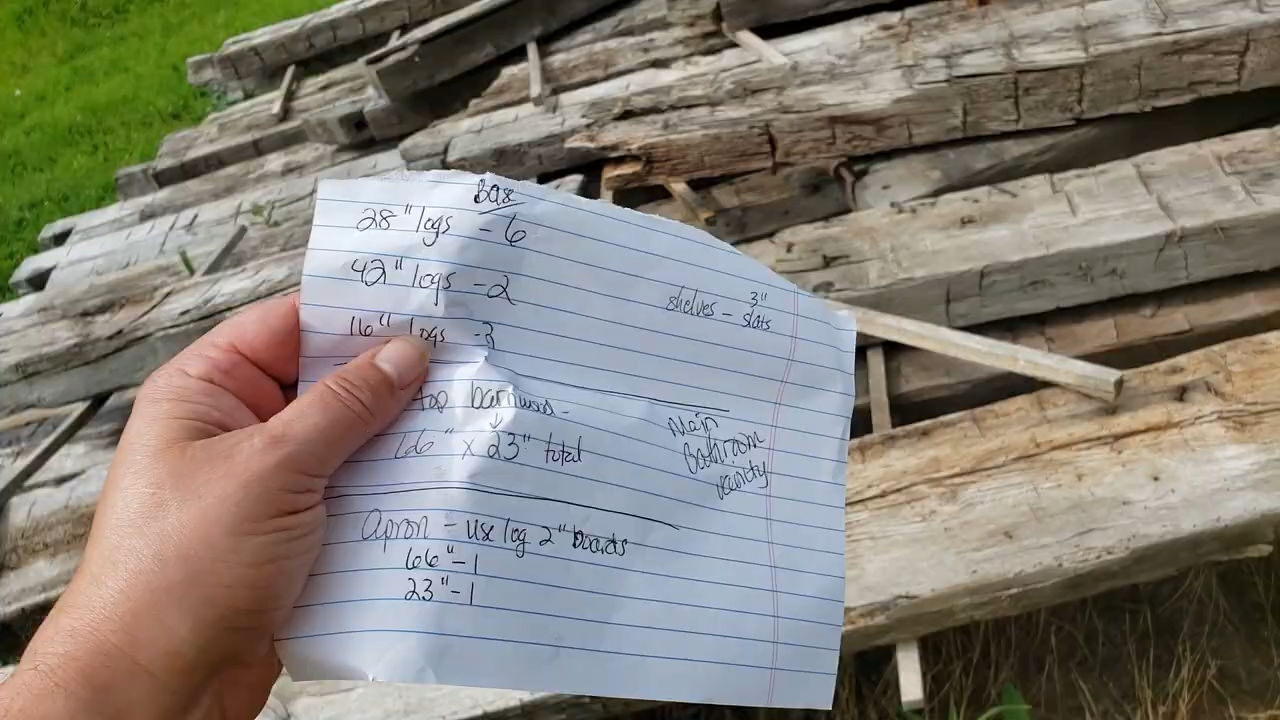 Base
28" logs - 6
42" logs - 2
16" logs - 3
shelves - 3" slats
top barnwood -
66" x 23" total
Main
Bathroom
vanity
Apron - use log 2" boards
66" - 1
23" - 1